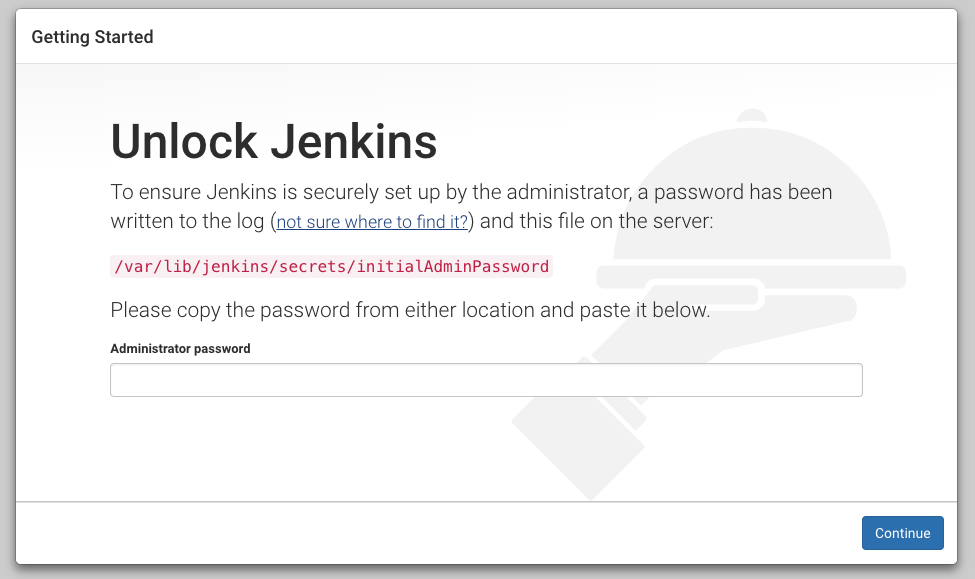 Getting Started
Unlock Jenkins
To ensure Jenkins is securely set up by the administrator, a password has been
written to the log (not sure where to find it?) and this file on the server:
/var/lib/jenkins/secrets/initialAdminPassword
Please copy the password from either location and paste it below.
Administrator password
Continue